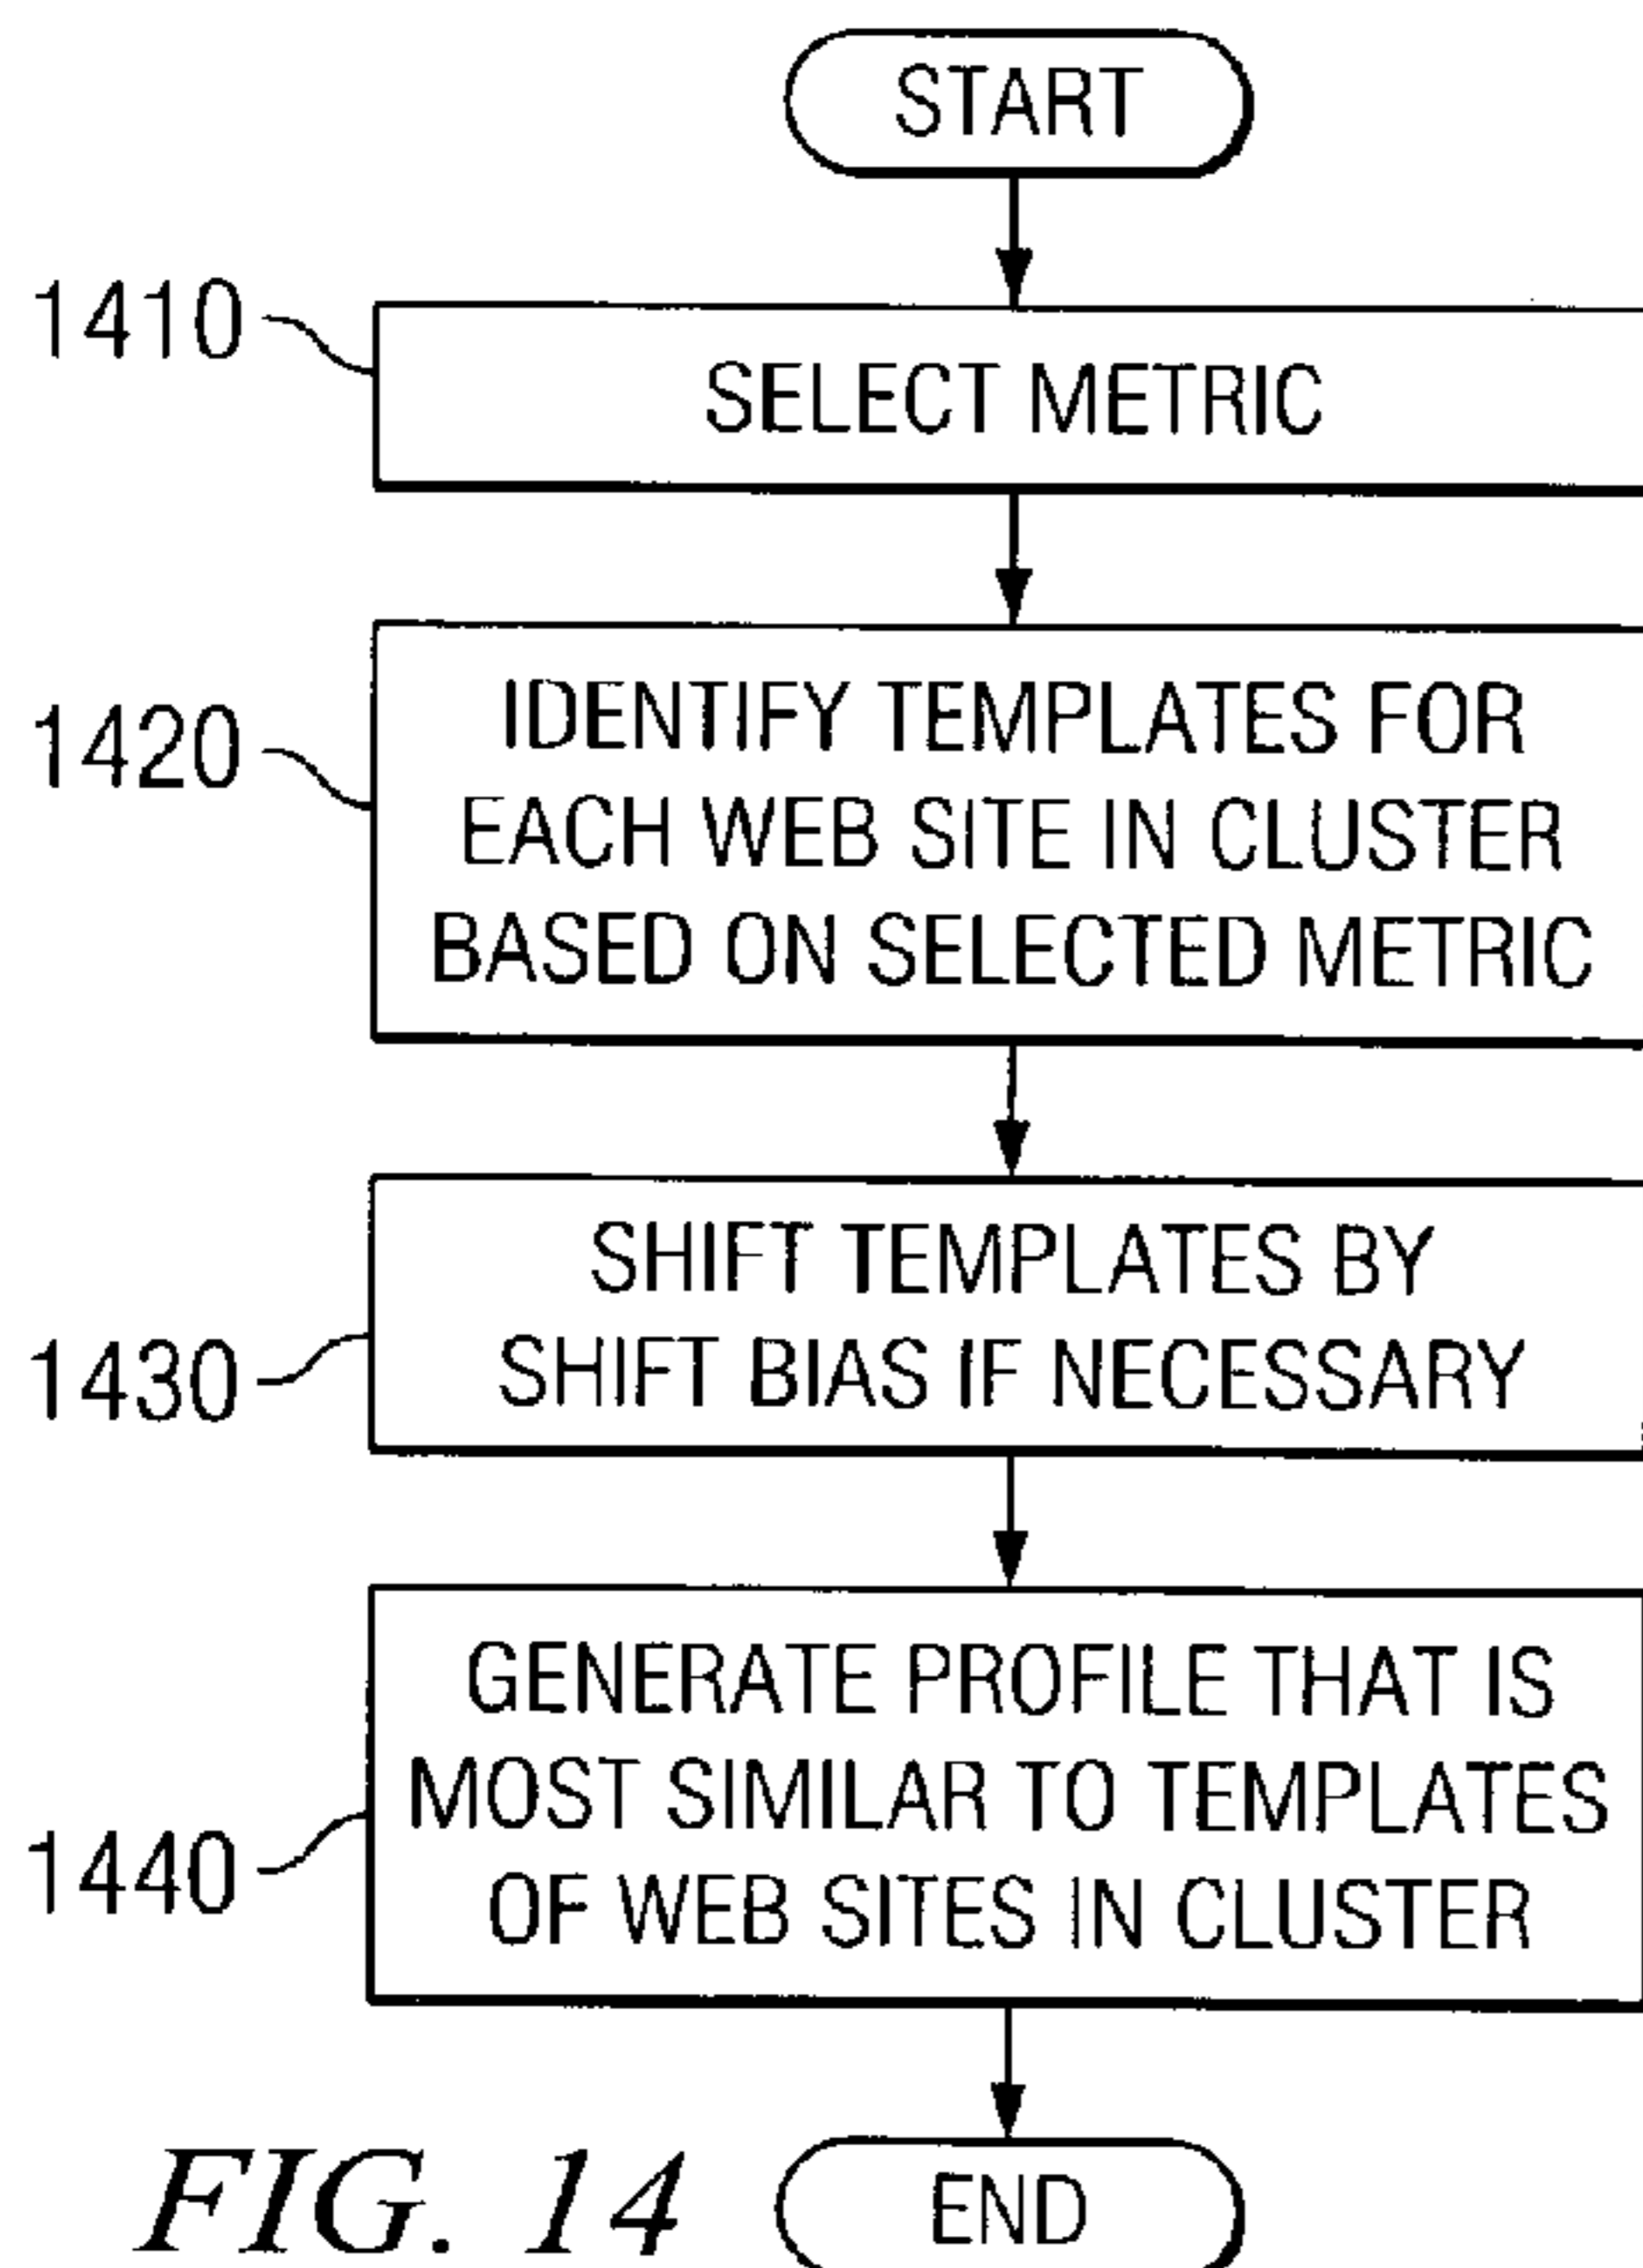 START
1410
SELECT METRIC
1420
IDENTIFY TEMPLATES FOR
EACH WEB SITE IN CLUSTER
BASED ON SELECTED METRIC
1430
SHIFT TEMPLATES BY
SHIFT BIAS IF NECESSARY
1440
GENERATE PROFILE THAT IS
MOST SIMILAR TO TEMPLATES
OF WEB SITES IN CLUSTER
FIG. 14
END